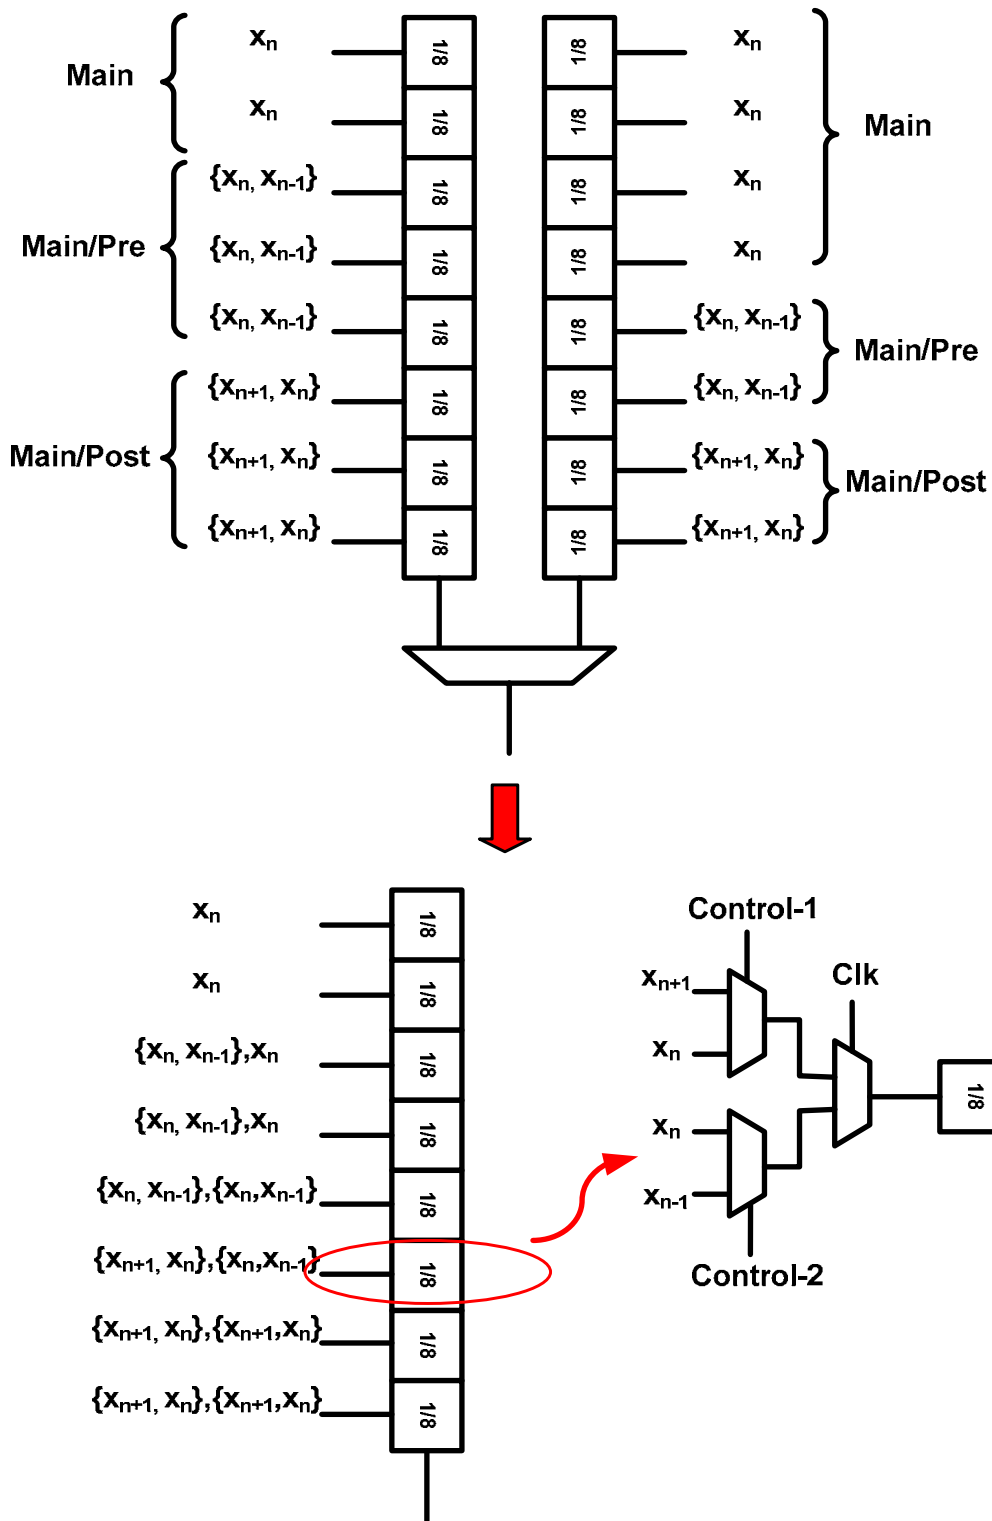 xn 1/8 1/8 xn
Main Main
xn 1/8 1/8 xn
{xn, xn-1} 1/8 1/8 xn
Main/Pre
{xn, xn-1} 1/8 1/8 xn
{xn, xn-1} 1/8 1/8 {xn, xn-1}
Main/Pre
{xn+1, xn} 1/8 1/8 {xn, xn-1}
Main/Post
{xn+1, xn} 1/8 1/8 {xn+1, xn}
Main/Post
{xn+1, xn} 1/8 1/8 {xn+1, xn}
xn 1/8
xn 1/8
{xn, xn-1},xn 1/8
{xn, xn-1},xn 1/8
{xn, xn-1},{xn,xn-1} 1/8
{xn+1, xn},{xn,xn-1} 1/8
{xn+1, xn},{xn+1,xn} 1/8
{xn+1, xn},{xn+1,xn} 1/8
Control-1
Clk
xn+1
xn
xn
xn-1
1/8
Control-2